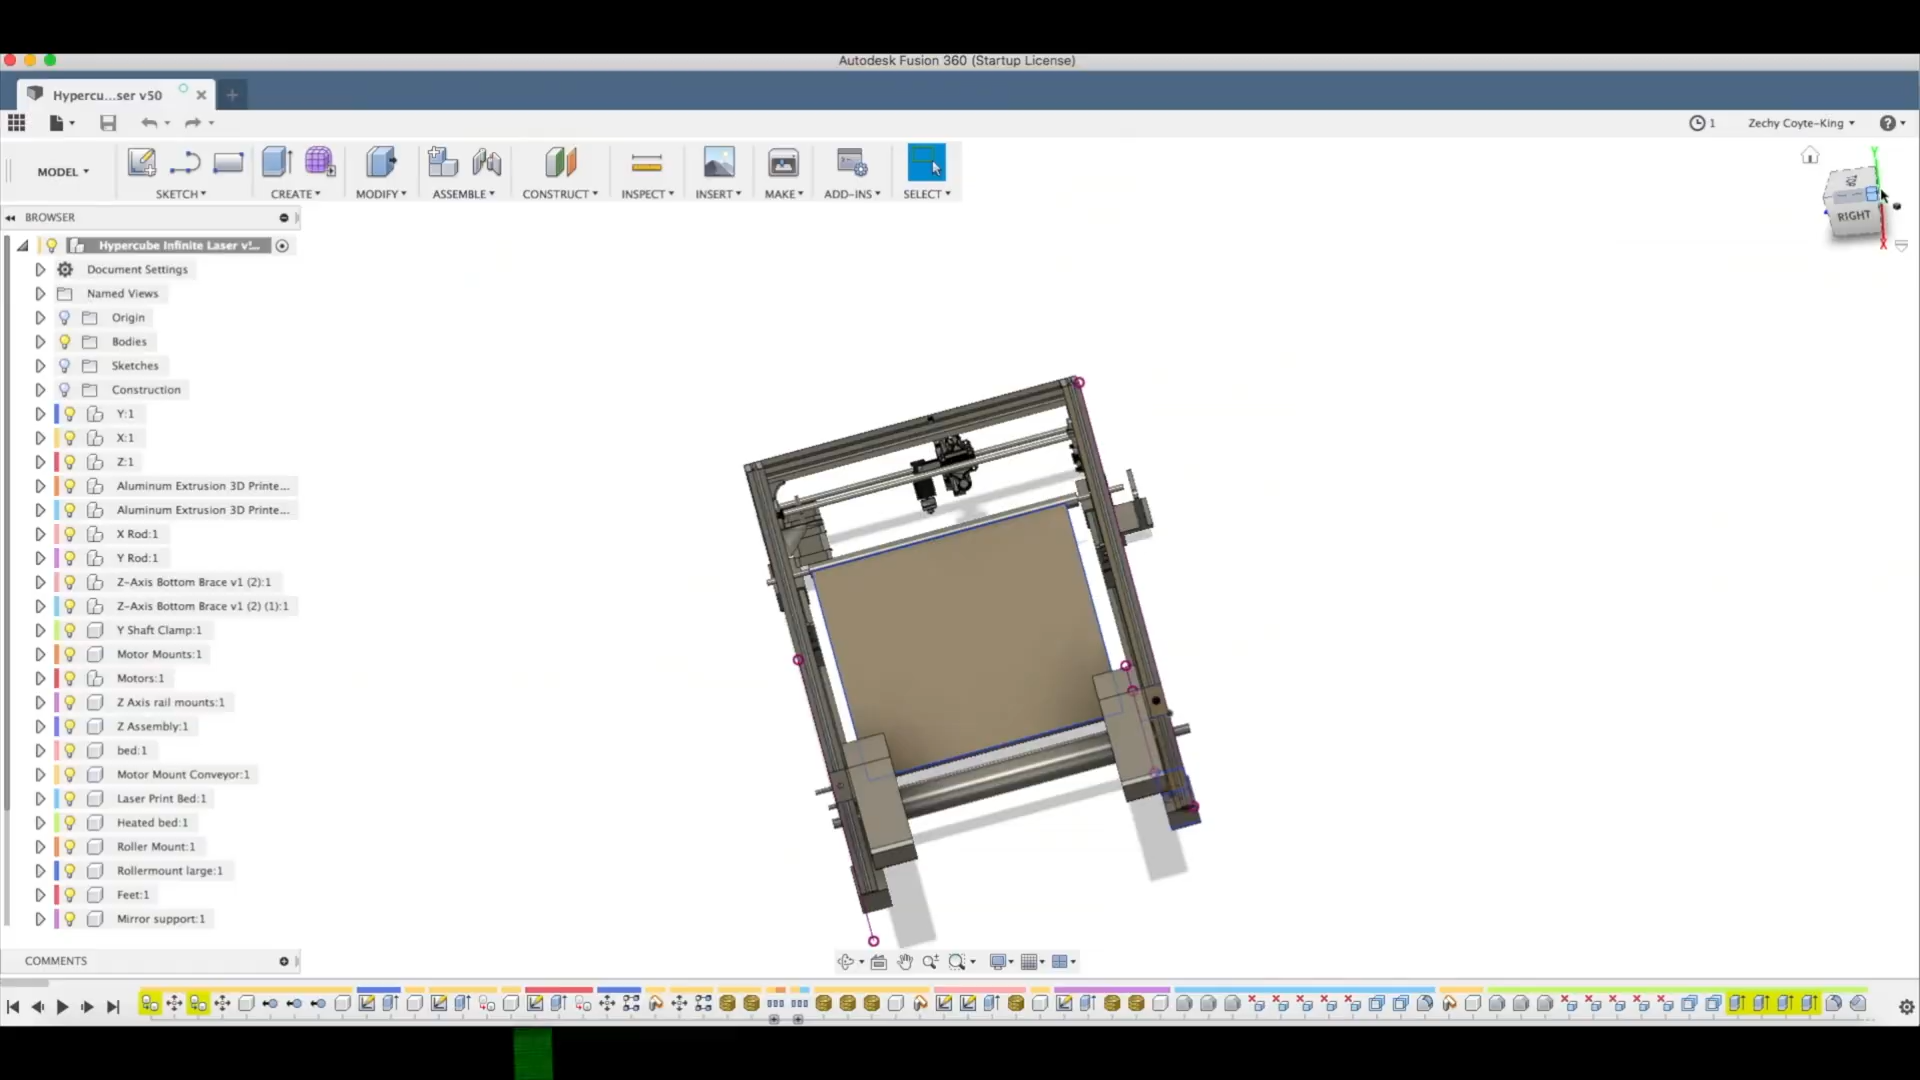 Autodesk Fusion 360 (Startup License)
Hypercu...ser v50
1 Zechy Coyte-King
MODEL
SKETCH CREATE MODIFY ASSEMBLE CONSTRUCT INSPECT INSERT MAKE ADD-INS SELECT
TOP
RIGHT
Y
X
BROWSER
Hypercube Infinite Laser v!...
Document Settings
Named Views
Origin
Bodies
Sketches
Construction
Y:1
X:1
Z:1
Aluminum Extrusion 3D Printe...
Aluminum Extrusion 3D Printe...
X Rod:1
Y Rod:1
Z-Axis Bottom Brace v1 (2):1
Z-Axis Bottom Brace v1 (2) (1):1
Y Shaft Clamp:1
Motor Mounts:1
Motors:1
Z Axis rail mounts:1
Z Assembly:1
bed:1
Motor Mount Conveyor:1
Laser Print Bed:1
Heated bed:1
Roller Mount:1
Rollermount large:1
Feet:1
Mirror support:1
COMMENTS